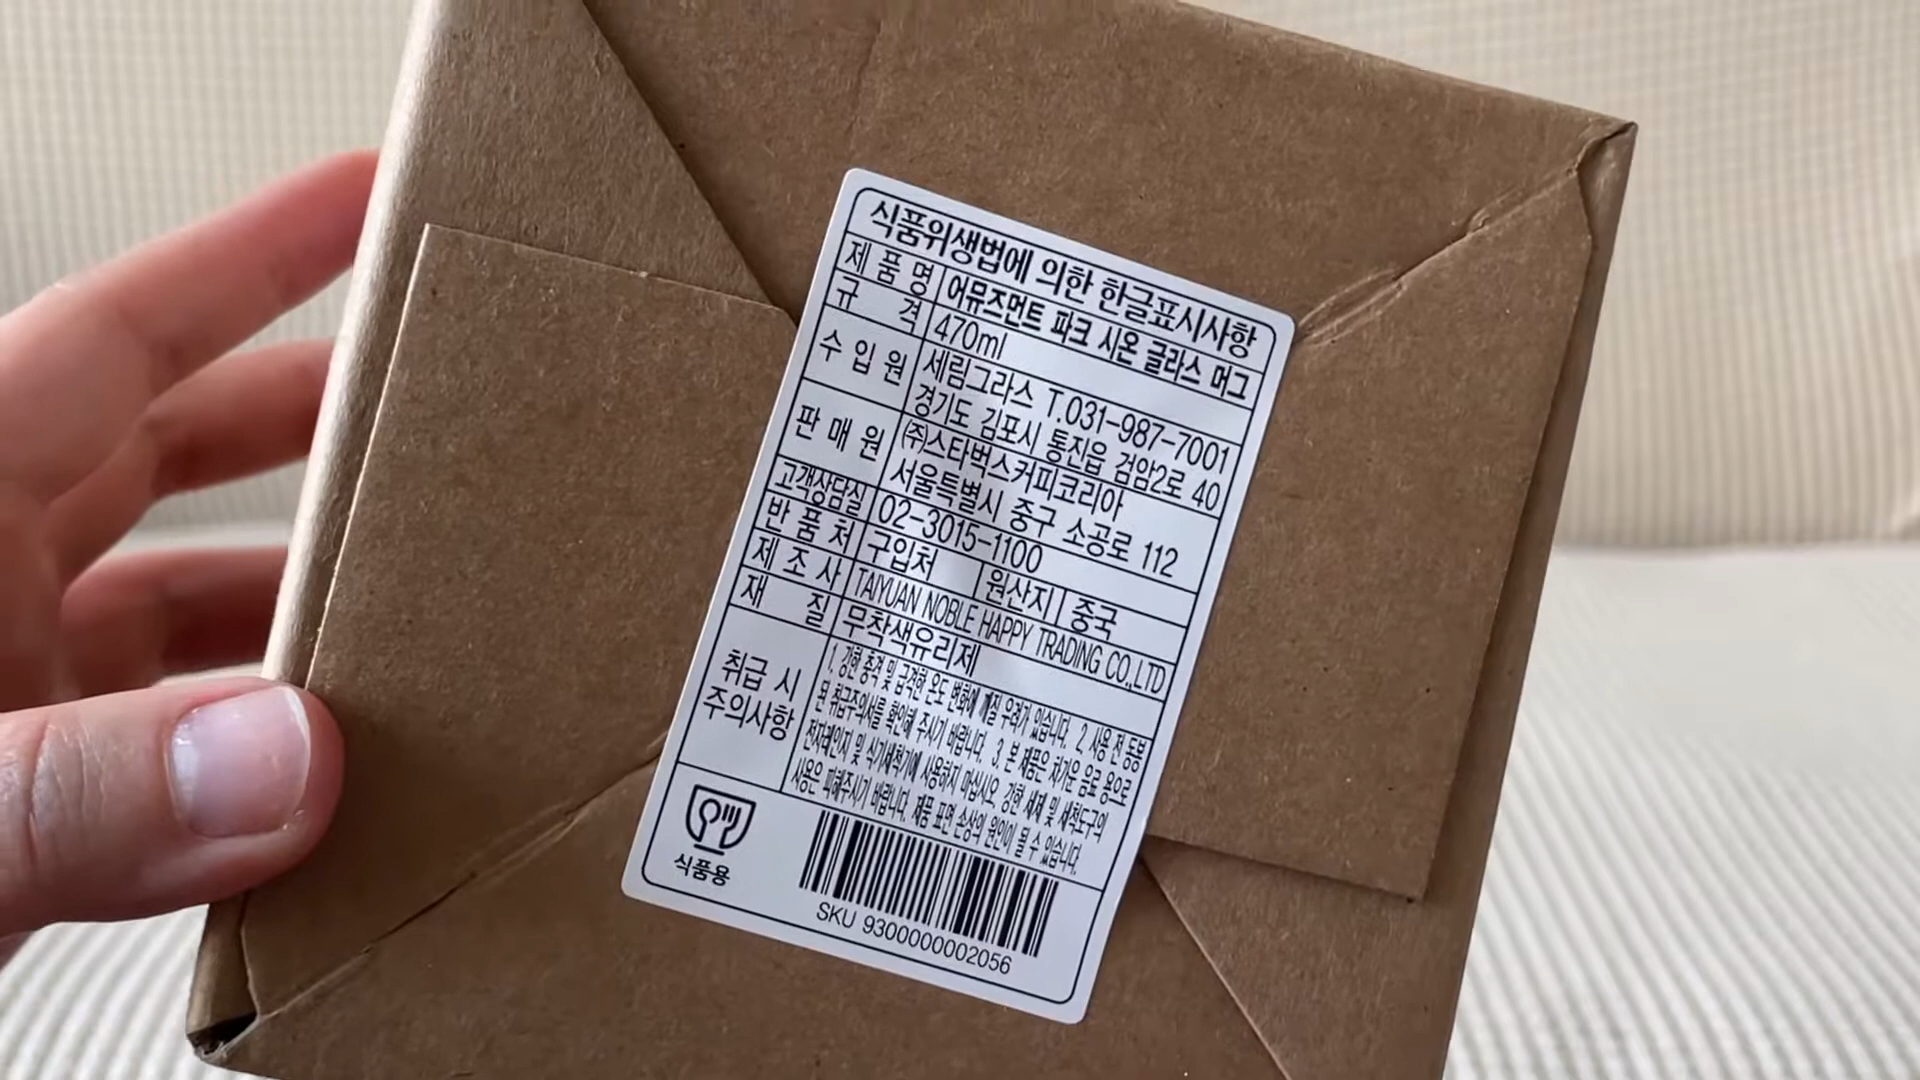 식품위생법에 의한 한글표시사항
제 품 명 어뮤즈먼트 파크 시온 글라스 머그
규 격 470ml
수 입 원 세림그라스 T.031-987-7001
경기도 김포시 통진읍 검암2로 40
판 매 원 ㈜스타벅스커피코리아
서울특별시 중구 소공로 112
고객상담실 02-3015-1100
반 품 처 구입처 원산지 중국
제 조 사 TAIYUAN NOBLE HAPPY TRADING CO.,LTD
재 질 무착색유리제
취급 시 주의사항
1. 강한 충격 및 급격한 온도 변화에 깨질 우려가 있습니다. 2. 사용 전 동봉
된 취급주의서를 확인해 주시기 바랍니다. 3. 본 제품은 차가운 음료 용으로
전자레인지 및 식기세척기에 사용하지 마십시오. 강한 세제 및 세척도구의
사용은 피해주시기 바랍니다. 제품 표면 손상의 원인이 될 수 있습니다.
식품용
SKU 9300000002056